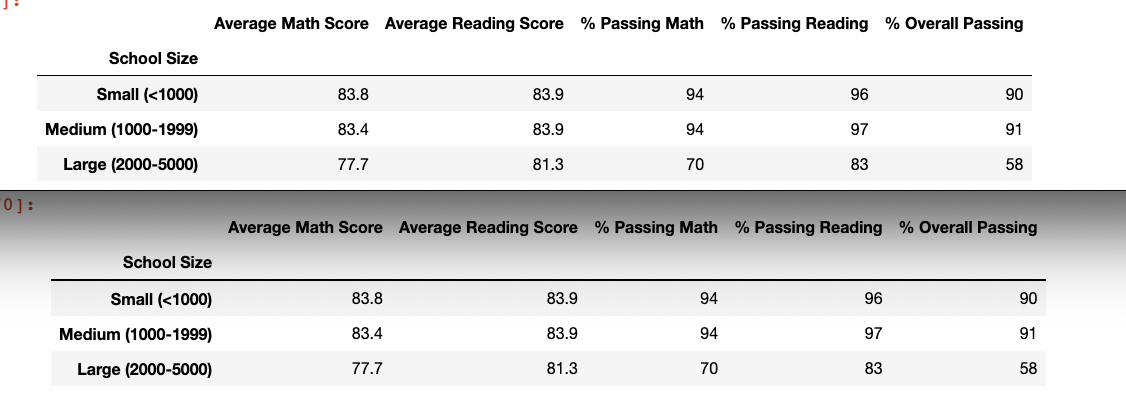 ]:
Average Math Score Average Reading Score % Passing Math % Passing Reading % Overall Passing
School Size
Small (<1000) 83.8 83.9 94 96 90
Medium (1000-1999) 83.4 83.9 94 97 91
Large (2000-5000) 77.7 81.3 70 83 58
0]:
Average Math Score Average Reading Score % Passing Math % Passing Reading % Overall Passing
School Size
Small (<1000) 83.8 83.9 94 96 90
Medium (1000-1999) 83.4 83.9 94 97 91
Large (2000-5000) 77.7 81.3 70 83 58